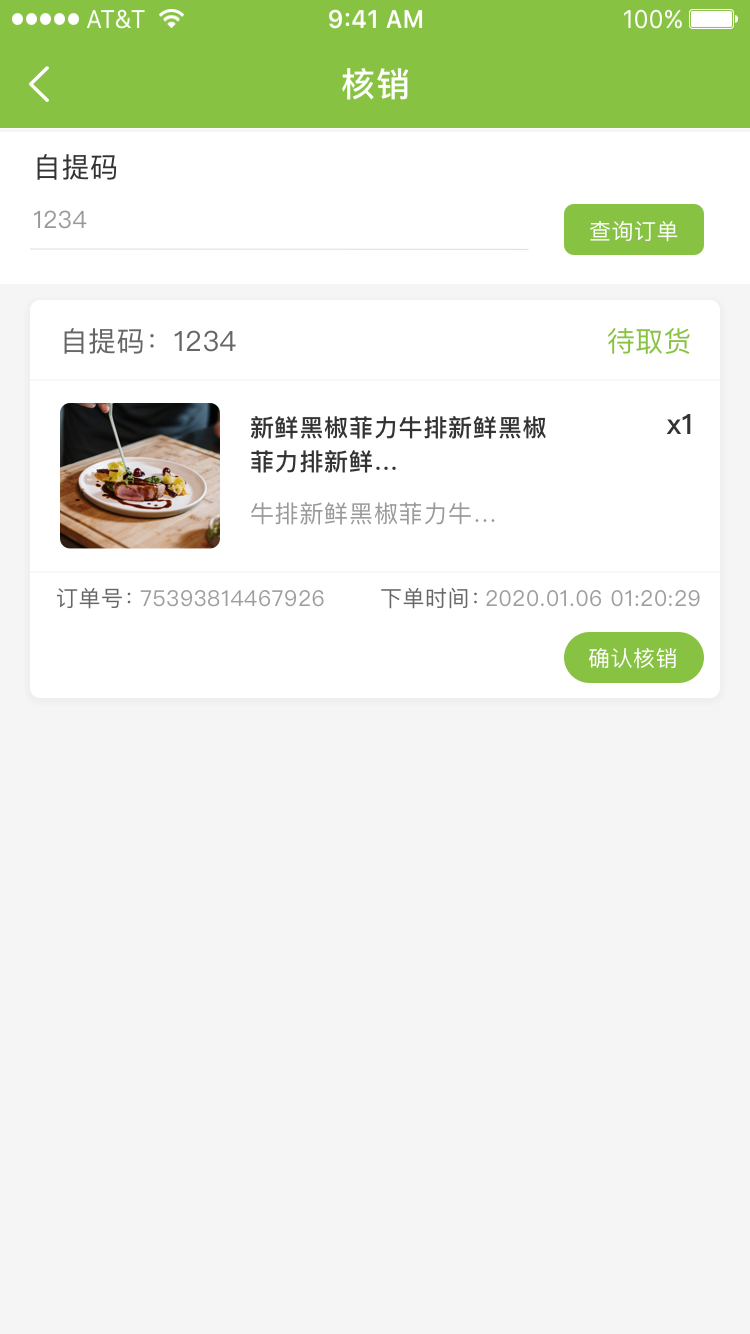 AT&T 9:41 AM 100%
核销
自提码
1234
查询订单
自提码：1234 待取货
新鲜黑椒菲力牛排新鲜黑椒 x1
菲力排新鲜...
牛排新鲜黑椒菲力牛...
订单号：75393814467926 下单时间：2020.01.06 01:20:29
确认核销